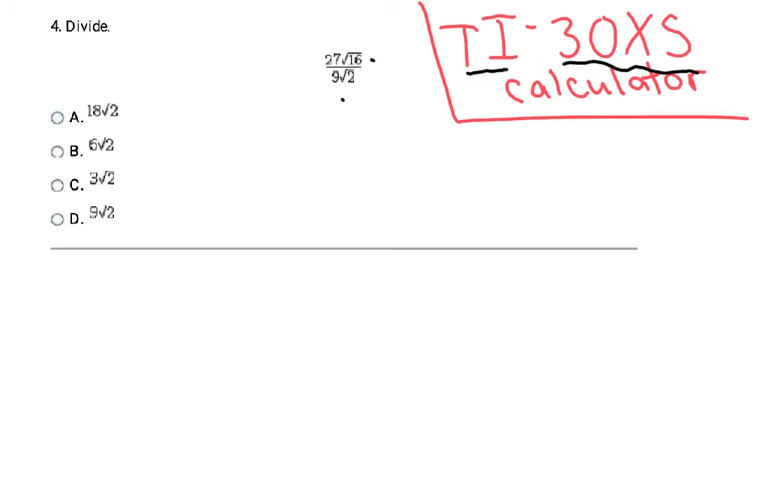 4. Divide.
27√16
9√2
TI-30XS
calculator
A. 18√2
B. 6√2
C. 3√2
D. 9√2